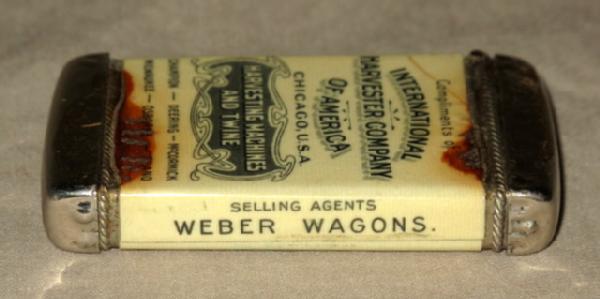 Compliments of
INTERNATIONAL
HARVESTER COMPANY
OF AMERICA
CHICAGO, U.S.A.
HARVESTING MACHINES
AND TWINE
CHAMPION — DEERING — McCORMICK
MILWAUKEE —
SELLING AGENTS
WEBER WAGONS.